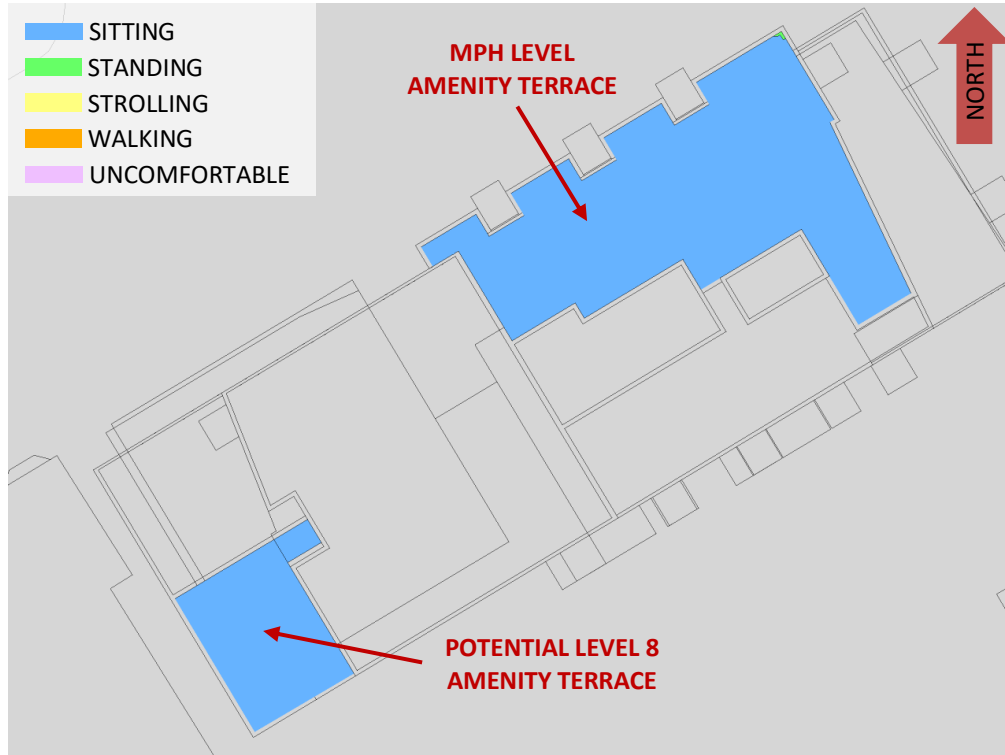 SITTING
STANDING
STROLLING
WALKING
UNCOMFORTABLE
MPH LEVEL
AMENITY TERRACE
NORTH
POTENTIAL LEVEL 8
AMENITY TERRACE